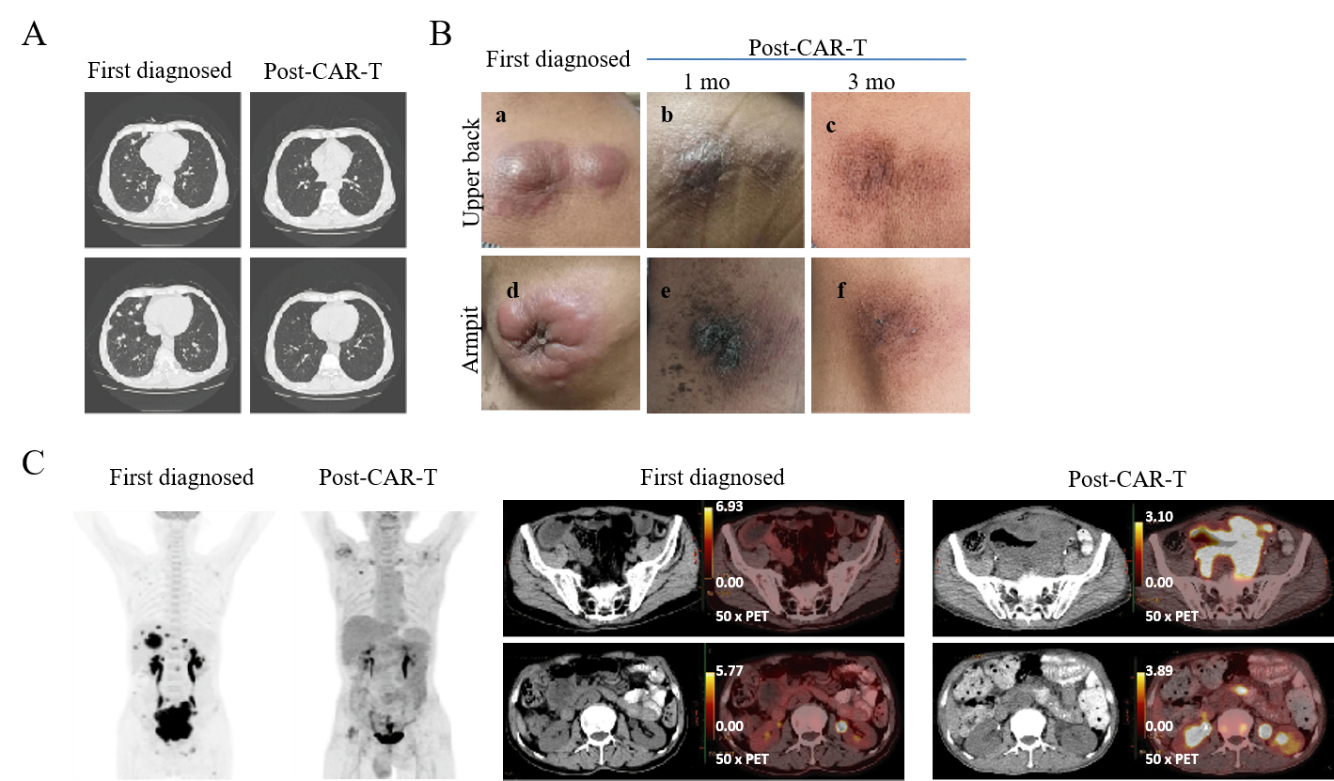 A
First diagnosed
Post-CAR-T
B
First diagnosed
Post-CAR-T
1 mo
3 mo
Upper back
a
b
c
Armpit
d
e
f
C
First diagnosed
Post-CAR-T
First diagnosed
Post-CAR-T
6.93
0.00
50 x PET
3.10
0.00
50 x PET
5.77
0.00
50 x PET
3.89
0.00
50 x PET